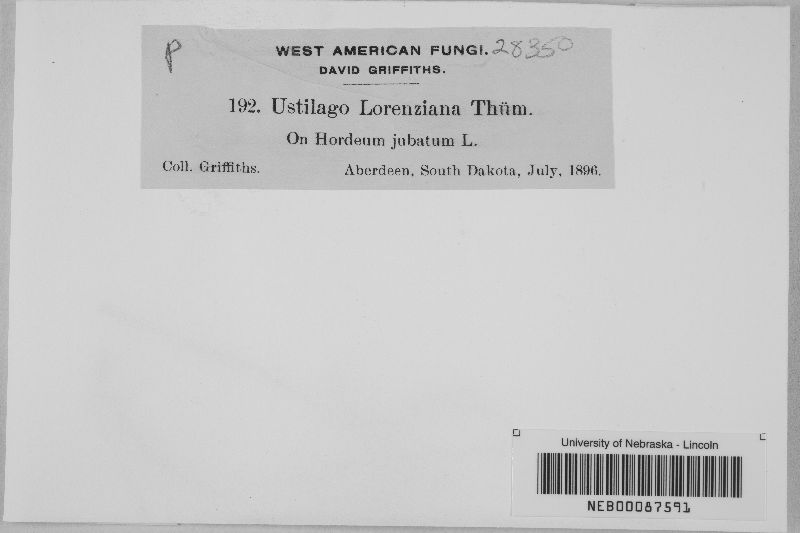 P
WEST AMERICAN FUNGI. 28350
DAVID GRIFFITHS.
192. Ustilago Lorenziana Thüm.
On Hordeum jubatum L.
Coll. Griffiths. Aberdeen, South Dakota, July, 1896.
University of Nebraska - Lincoln
NEB00087591